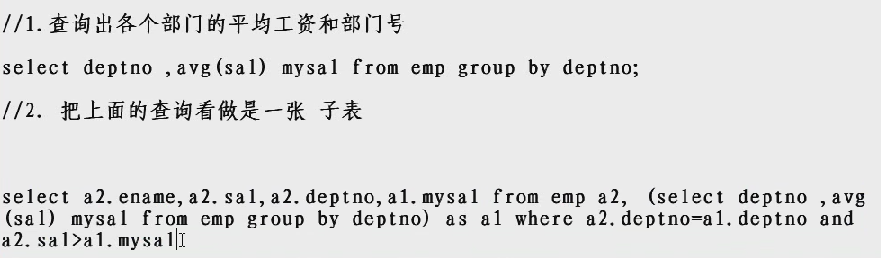 //1.查询出各个部门的平均工资和部门号
select deptno ,avg(sal) mysal from emp group by deptno;
//2. 把上面的查询看做是一张 子表
select a2.ename,a2.sal,a2.deptno,a1.mysal from emp a2, (select deptno ,avg
(sal) mysal from emp group by deptno) as a1 where a2.deptno=a1.deptno and
a2.sal>a1.mysal